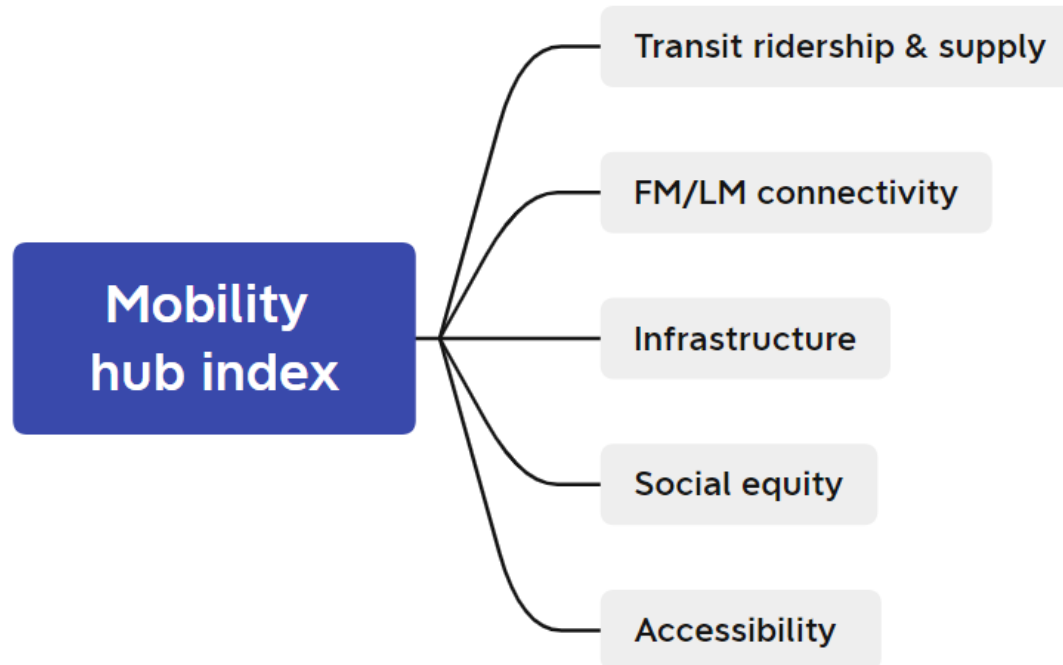 Mobility
hub index
Transit ridership & supply
FM/LM connectivity
Infrastructure
Social equity
Accessibility